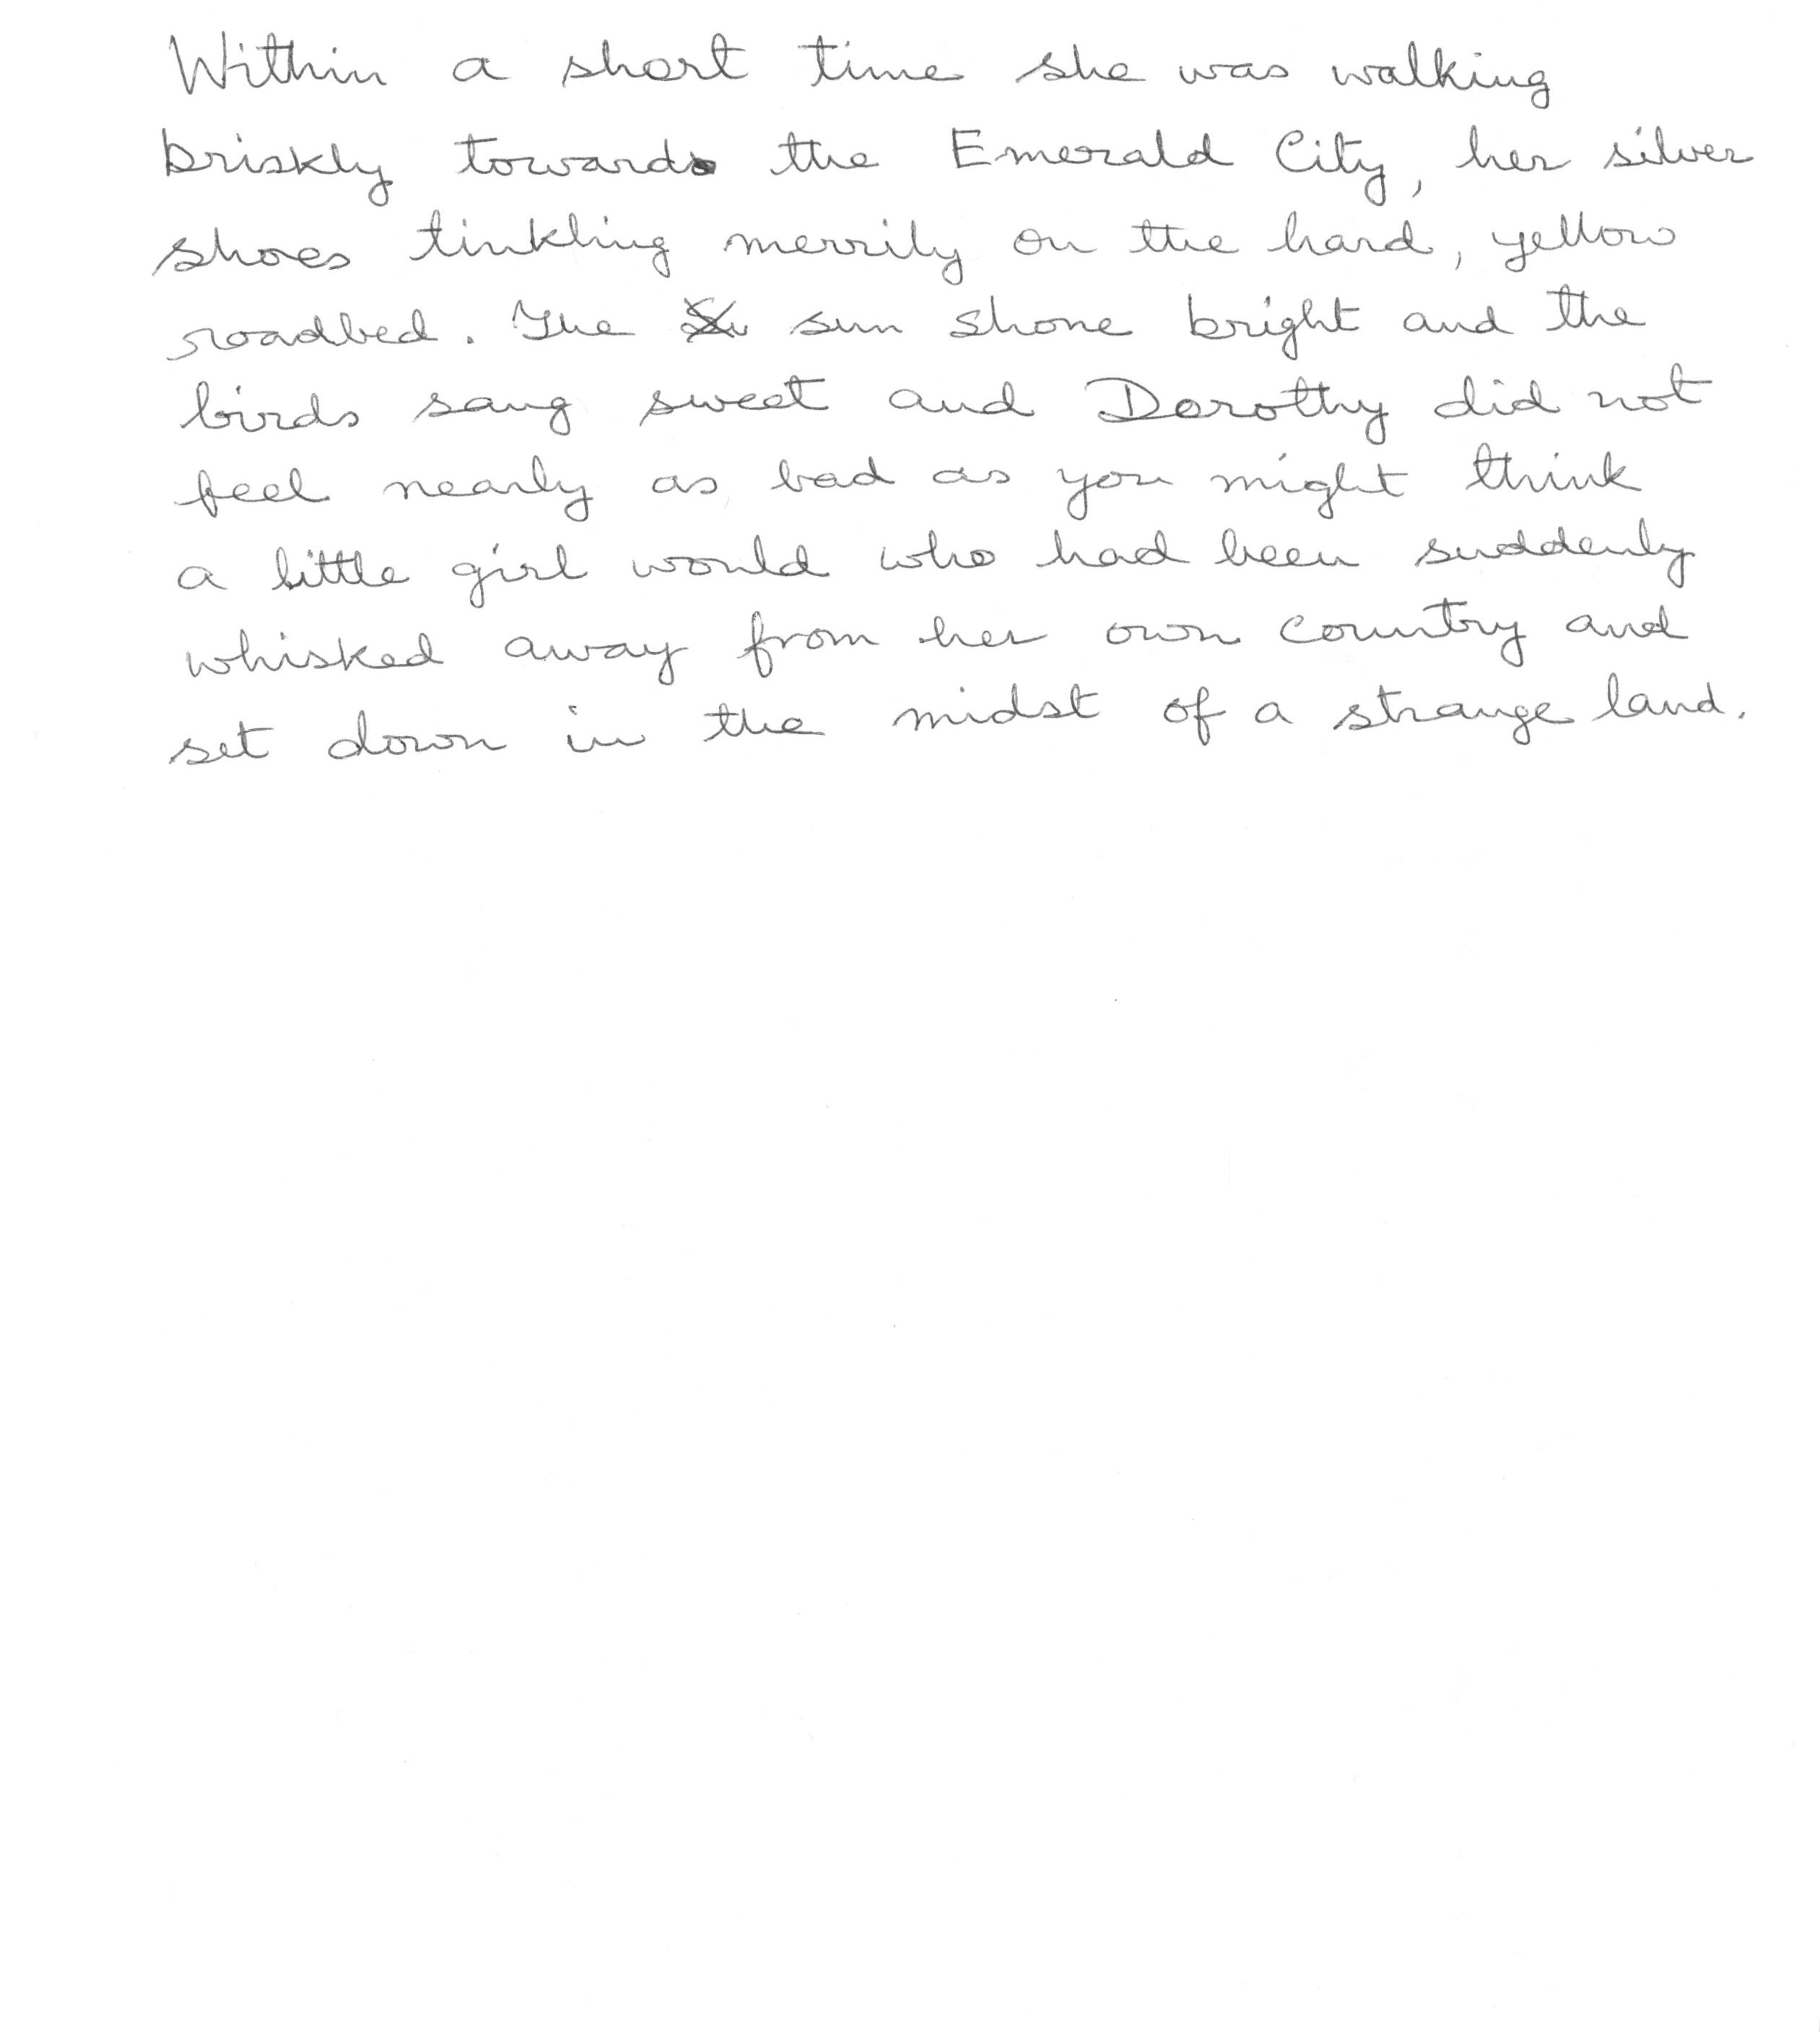 Within a short time she was walking
briskly towards the Emerald City, her silver
shoes tinkling merrily on the hard, yellow
roadbed. The sun shone bright and the
birds sang sweet and Dorothy did not
feel nearly as bad as you might think
a little girl would who had been suddenly
whisked away from her own country and
set down in the midst of a strange land.